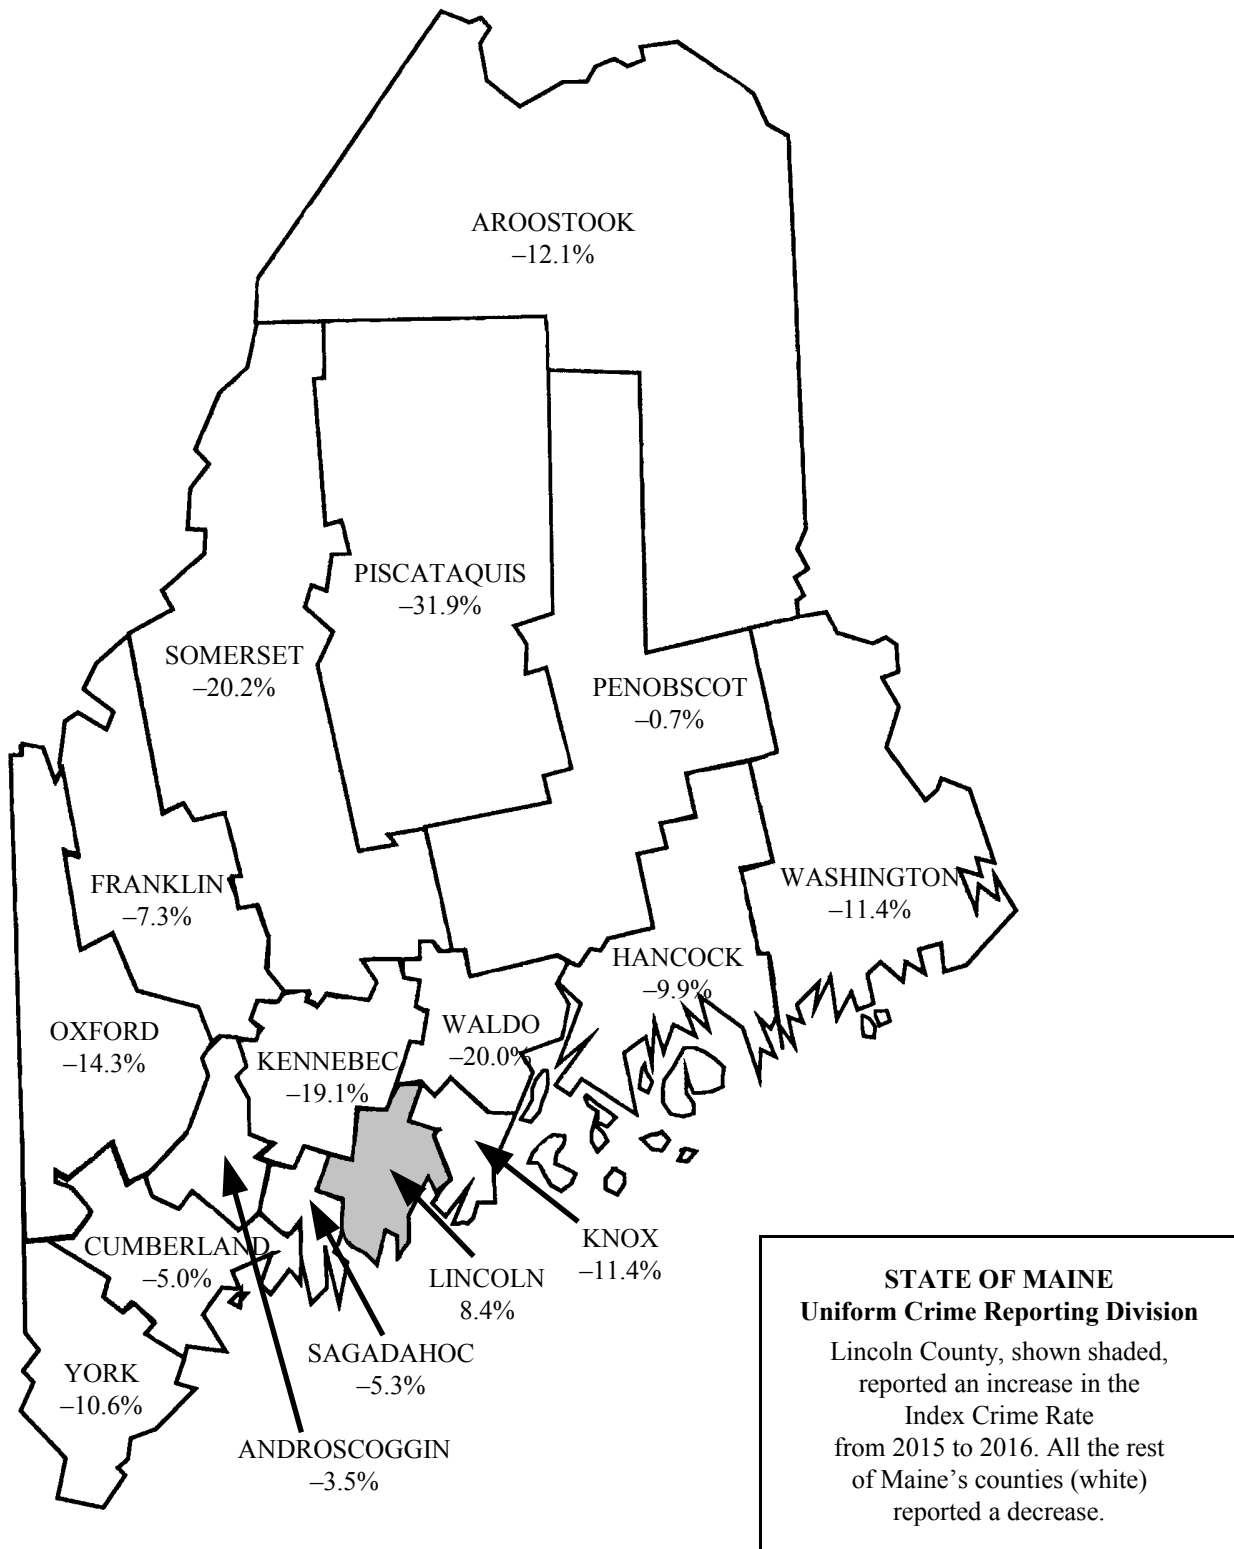 AROOSTOOK
–12.1%
PISCATAQUIS
–31.9%
SOMERSET
–20.2%
PENOBSCOT
–0.7%
FRANKLIN
–7.3%
WASHINGTON
–11.4%
HANCOCK
–9.9%
OXFORD
–14.3%
KENNEBEC
–19.1%
WALDO
–20.0%
CUMBERLAND
–5.0%
KNOX
–11.4%
LINCOLN
8.4%
SAGADAHOC
–5.3%
YORK
–10.6%
ANDROSCOGGIN
–3.5%
STATE OF MAINE
Uniform Crime Reporting Division
Lincoln County, shown shaded,
reported an increase in the
Index Crime Rate
from 2015 to 2016. All the rest
of Maine’s counties (white)
reported a decrease.